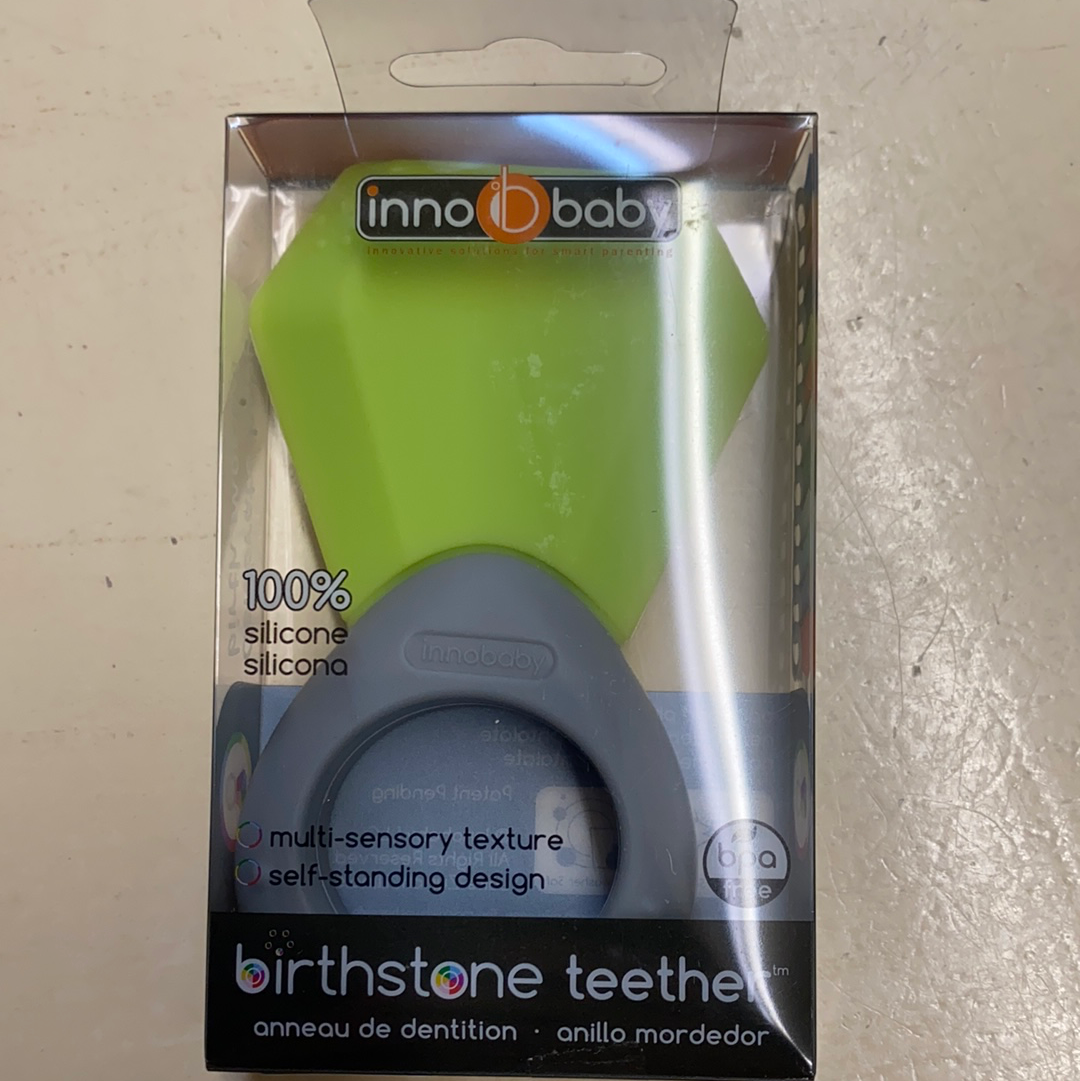 innobaby
innovative solutions for smart parenting
100%
silicone
silicona
innobaby
Patent Pending
All Rights Reserved
multi-sensory texture
self-standing design
bpa
free
birthstone teether™
anneau de dentition · anillo mordedor